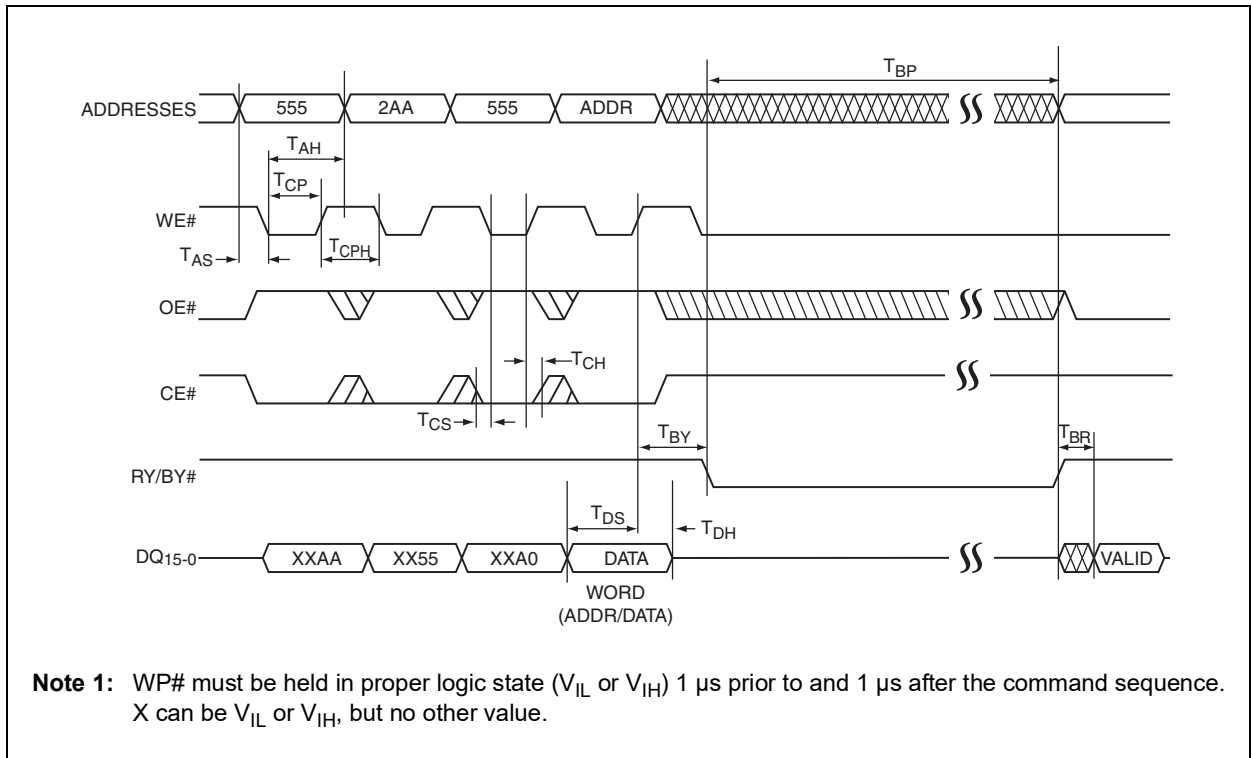 T_BP
ADDRESSES 555 2AA 555 ADDR
T_AH
T_CP
WE#
T_AS T_CPH
OE#
T_CH
CE#
T_CS
T_BY T_BR
RY/BY#
T_DS T_DH
DQ15-0 XXAA XX55 XXA0 DATA VALID
WORD
(ADDR/DATA)
Note 1: WP# must be held in proper logic state (V_IL or V_IH) 1 µs prior to and 1 µs after the command sequence.
X can be V_IL or V_IH, but no other value.